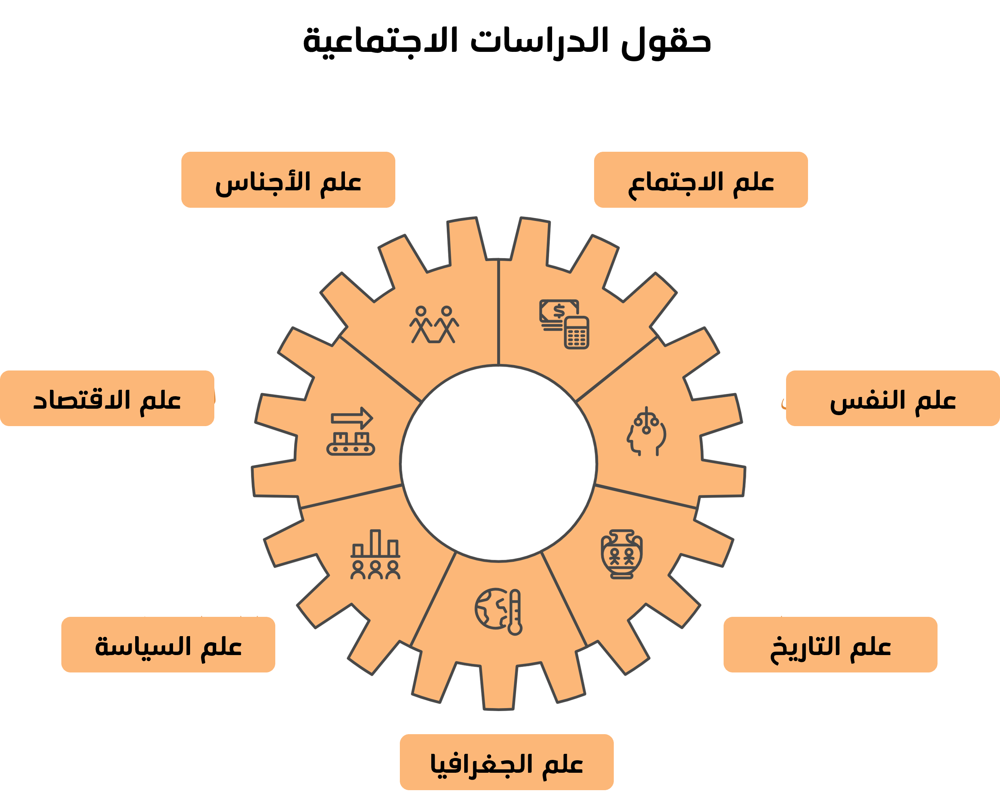 حقول الدراسات الاجتماعية
علم الاجتماع
علم الأجناس
علم النفس
علم الاقتصاد
علم التاريخ
علم السياسة
علم الجغرافيا